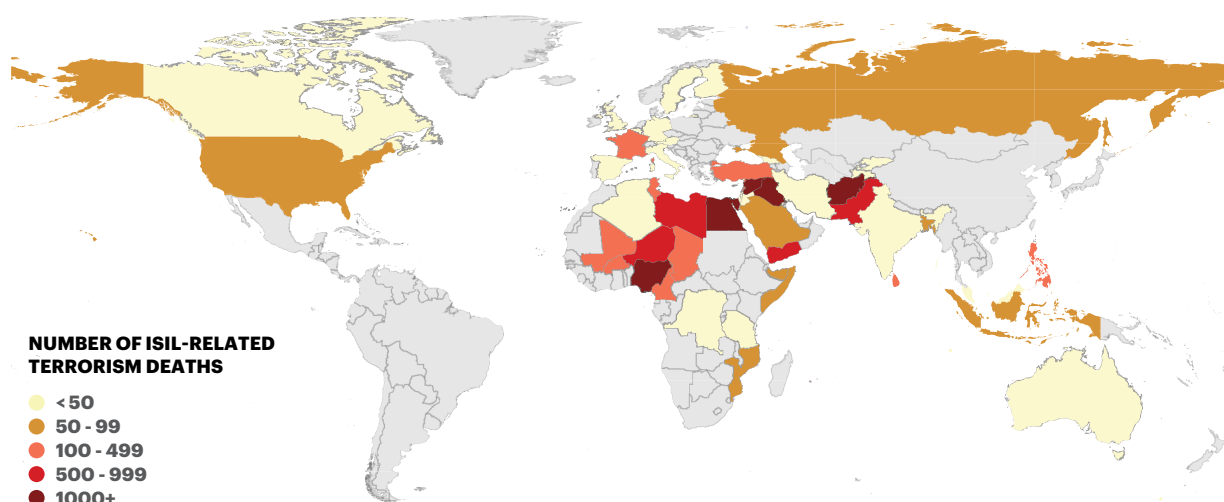 NUMBER OF ISIL-RELATED
TERRORISM DEATHS
<50
50 - 99
100 - 499
500 - 999
1000+